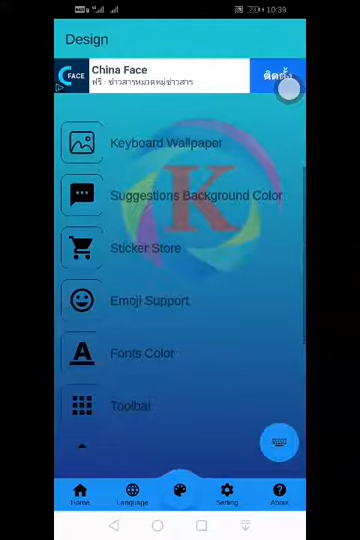 10:39
Design
FACE
China Face
ฟรี · ข่าวสารหมวดหมู่ข่าวสาร
ติดตั้ง
K
Keyboard Wallpaper
Suggestions Background Color
Sticker Store
Emoji Support
A
Fonts Color
Toolbar
Home
Language
Setting
About